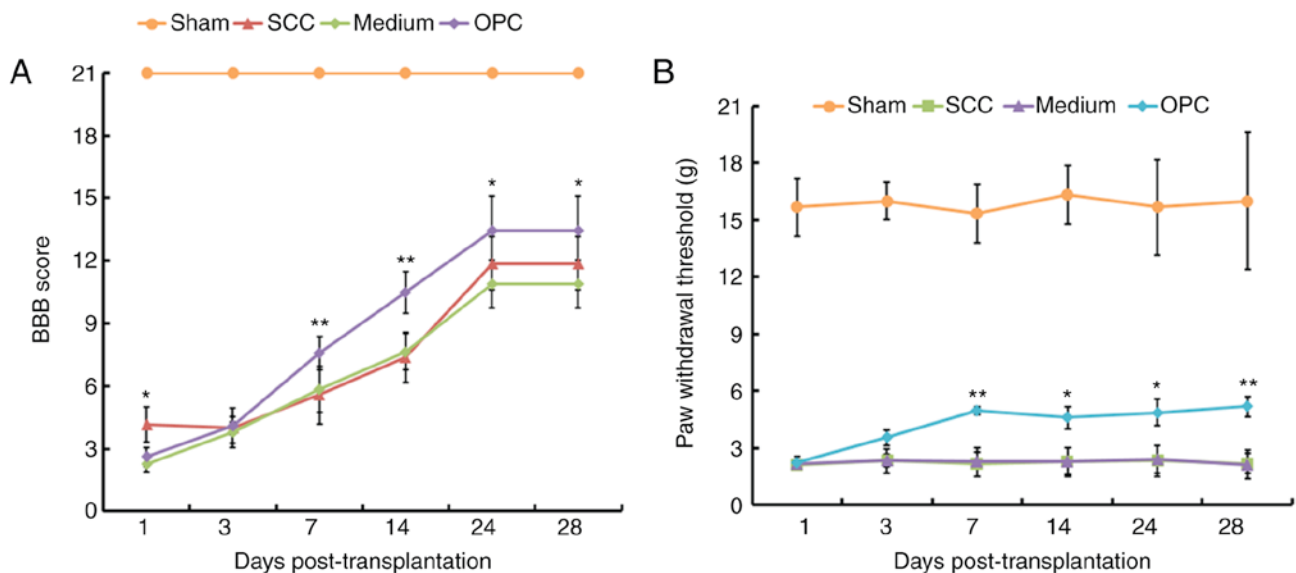 Sham SCC Medium OPC
A
21
18
15
12
9
6
3
0
BBB score
* ** ** * *
1 3 7 14 24 28
Days post-transplantation
B
Sham SCC Medium OPC
21
18
15
12
9
6
3
0
Paw withdrawal threshold (g)
** * * **
1 3 7 14 24 28
Days post-transplantation